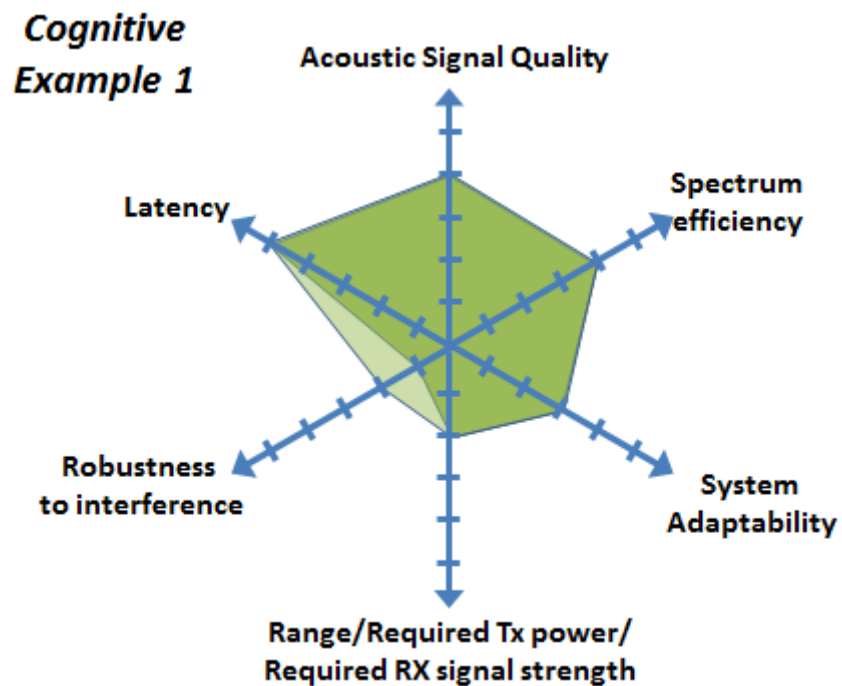 Cognitive
Example 1
Acoustic Signal Quality
Spectrum
efficiency
Latency
Robustness
to interference
System
Adaptability
Range/Required Tx power/
Required RX signal strength